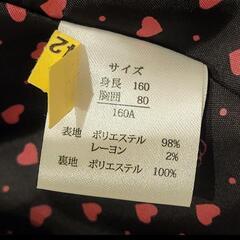 42
サイズ
身長 160
胸囲 80
160A
表地 ポリエステル 98%
レーヨン 2%
裏地 ポリエステル 100%